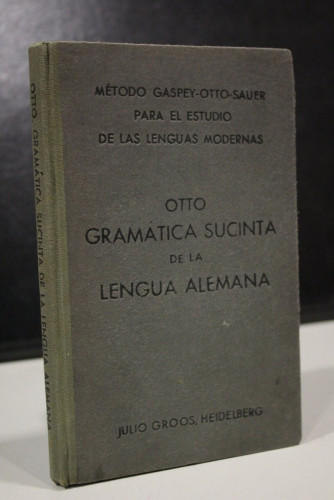 MÉTODO GASPEY-OTTO-SAUER
PARA EL ESTUDIO
DE LAS LENGUAS MODERNAS
OTTO
GRAMÁTICA SUCINTA
DE LA
LENGUA ALEMANA
JULIO GROOS, HEIDELBERG
OTTO GRAMÁTICA SUCINTA DE LA LENGUA ALEMANA